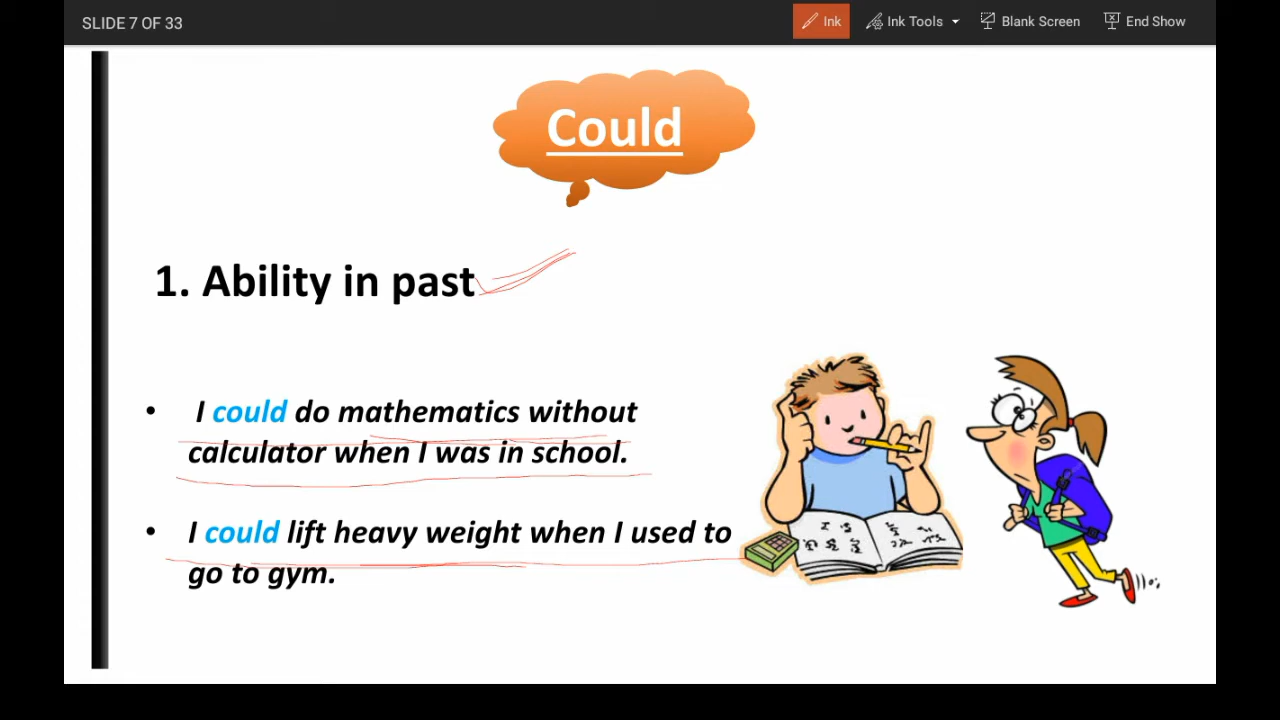 SLIDE 7 OF 33
Ink
Ink Tools
Blank Screen
End Show
Could
1. Ability in past
• I could do mathematics without
calculator when I was in school.
• I could lift heavy weight when I used to
go to gym.